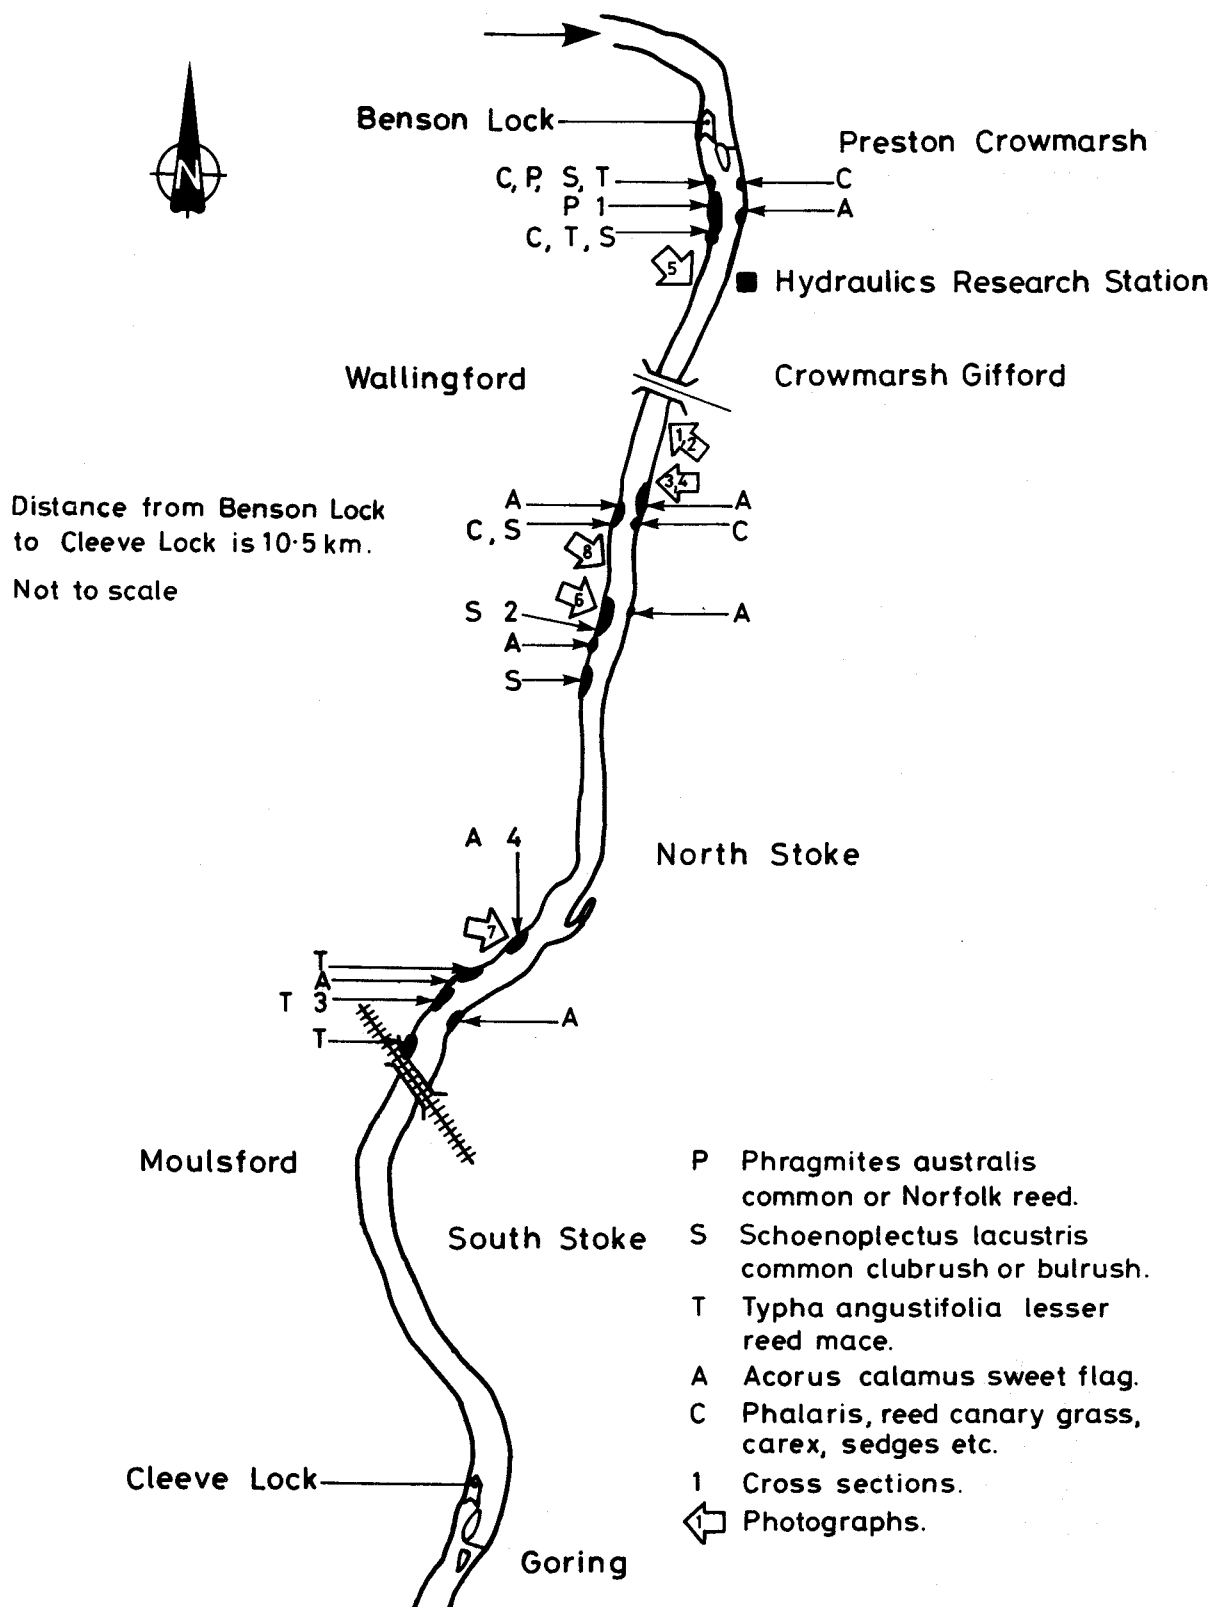 Benson Lock
Preston Crowmarsh
N
C, P, S, T
C
P 1
A
C, T, S
5
Hydraulics Research Station
Wallingford
Crowmarsh Gifford
1,2
3,4
Distance from Benson Lock
to Cleeve Lock is 10·5 km.
Not to scale
A
A
C, S
C
8
6
S 2
A
A
S
A 4
North Stoke
7
T
A
T 3
A
T
Moulsford
South Stoke
P Phragmites australis
common or Norfolk reed.
S Schoenoplectus lacustris
common clubrush or bulrush.
T Typha angustifolia lesser
reed mace.
A Acorus calamus sweet flag.
C Phalaris, reed canary grass,
carex, sedges etc.
1 Cross sections.
1 Photographs.
Cleeve Lock
Goring